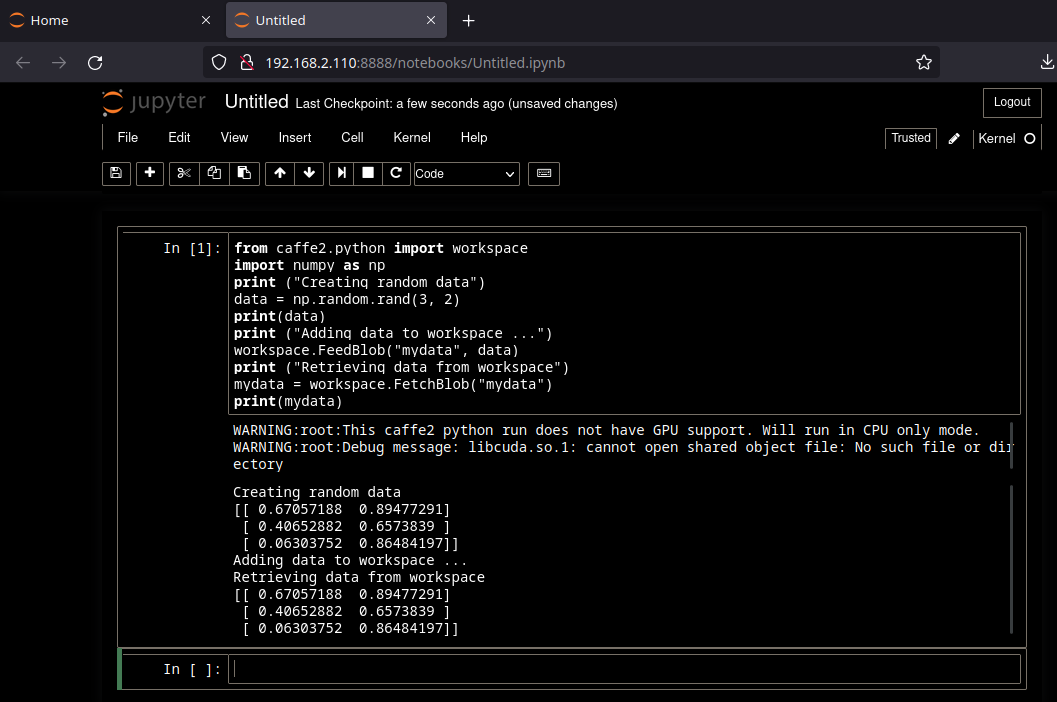 Home
Untitled
192.168.2.110:8888/notebooks/Untitled.ipynb
jupyter Untitled Last Checkpoint: a few seconds ago (unsaved changes) Logout
File Edit View Insert Cell Kernel Help Trusted Kernel
Code
In [1]:
from caffe2.python import workspace
import numpy as np
print ("Creating random data")
data = np.random.rand(3, 2)
print(data)
print ("Adding data to workspace ...")
workspace.FeedBlob("mydata", data)
print ("Retrieving data from workspace")
mydata = workspace.FetchBlob("mydata")
print(mydata)
WARNING:root:This caffe2 python run does not have GPU support. Will run in CPU only mode.
WARNING:root:Debug message: libcuda.so.1: cannot open shared object file: No such file or dir
ectory
Creating random data
[[ 0.67057188  0.89477291]
[ 0.40652882  0.6573839 ]
[ 0.06303752  0.86484197]]
Adding data to workspace ...
Retrieving data from workspace
[[ 0.67057188  0.89477291]
[ 0.40652882  0.6573839 ]
[ 0.06303752  0.86484197]]
In [ ]: